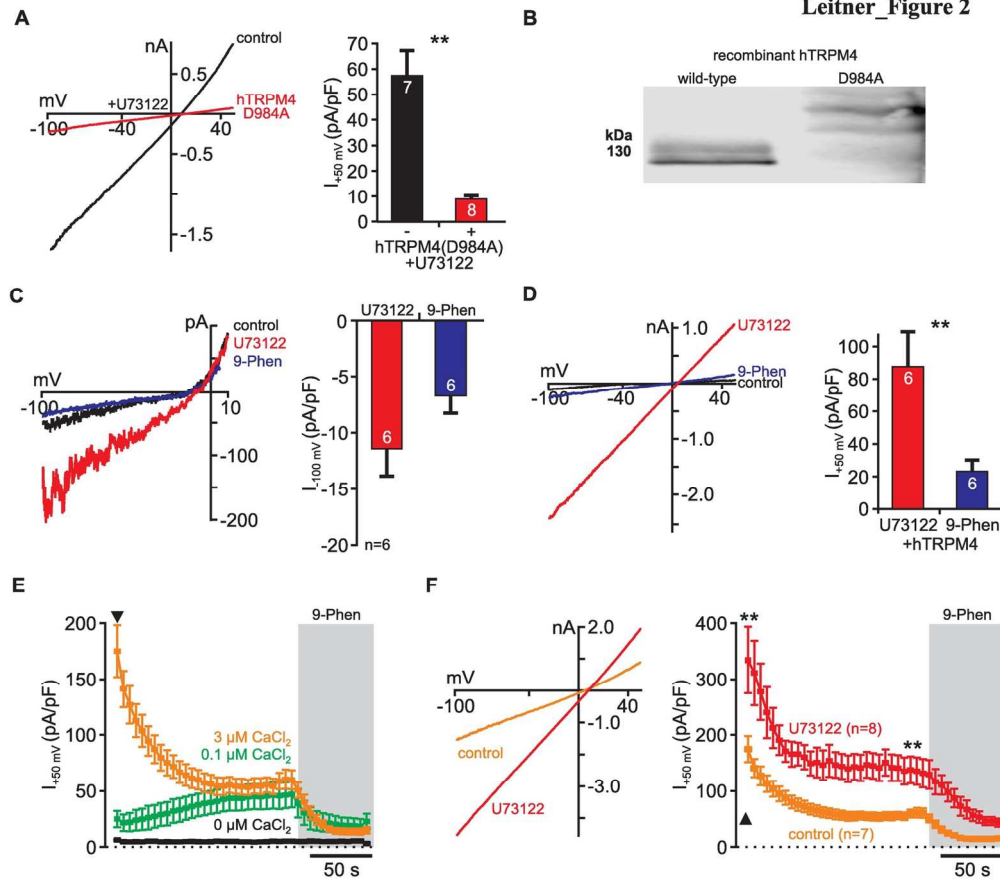 Leitner_Figure 2
A
nA
control
0.5
mV
+U73122
hTRPM4
D984A
-100
-40
40
-0.5
-1.5
**
I+50 mV (pA/pF)
70
60
50
40
30
20
10
0
7
8
-
+
hTRPM4(D984A)
+U73122
B
recombinant hTRPM4
wild-type
D984A
kDa
130
C
pA
control
U73122
9-Phen
mV
-100
10
-100
-200
U73122
9-Phen
I-100 mV (pA/pF)
0
-5
-10
-15
-20
6
6
n=6
D
nA
1.0
U73122
mV
9-Phen
control
-100
-40
40
-1.0
-2.0
**
I+50 mV (pA/pF)
100
80
60
40
20
0
6
6
U73122
9-Phen
+hTRPM4
E
9-Phen
I+50 mV (pA/pF)
200
150
100
50
0
3 µM CaCl2
0.1 µM CaCl2
0 µM CaCl2
50 s
F
nA
2.0
mV
-100
40
-1.0
control
-3.0
U73122
9-Phen
I+50 mV (pA/pF)
400
300
200
100
0
**
U73122 (n=8)
**
control (n=7)
50 s